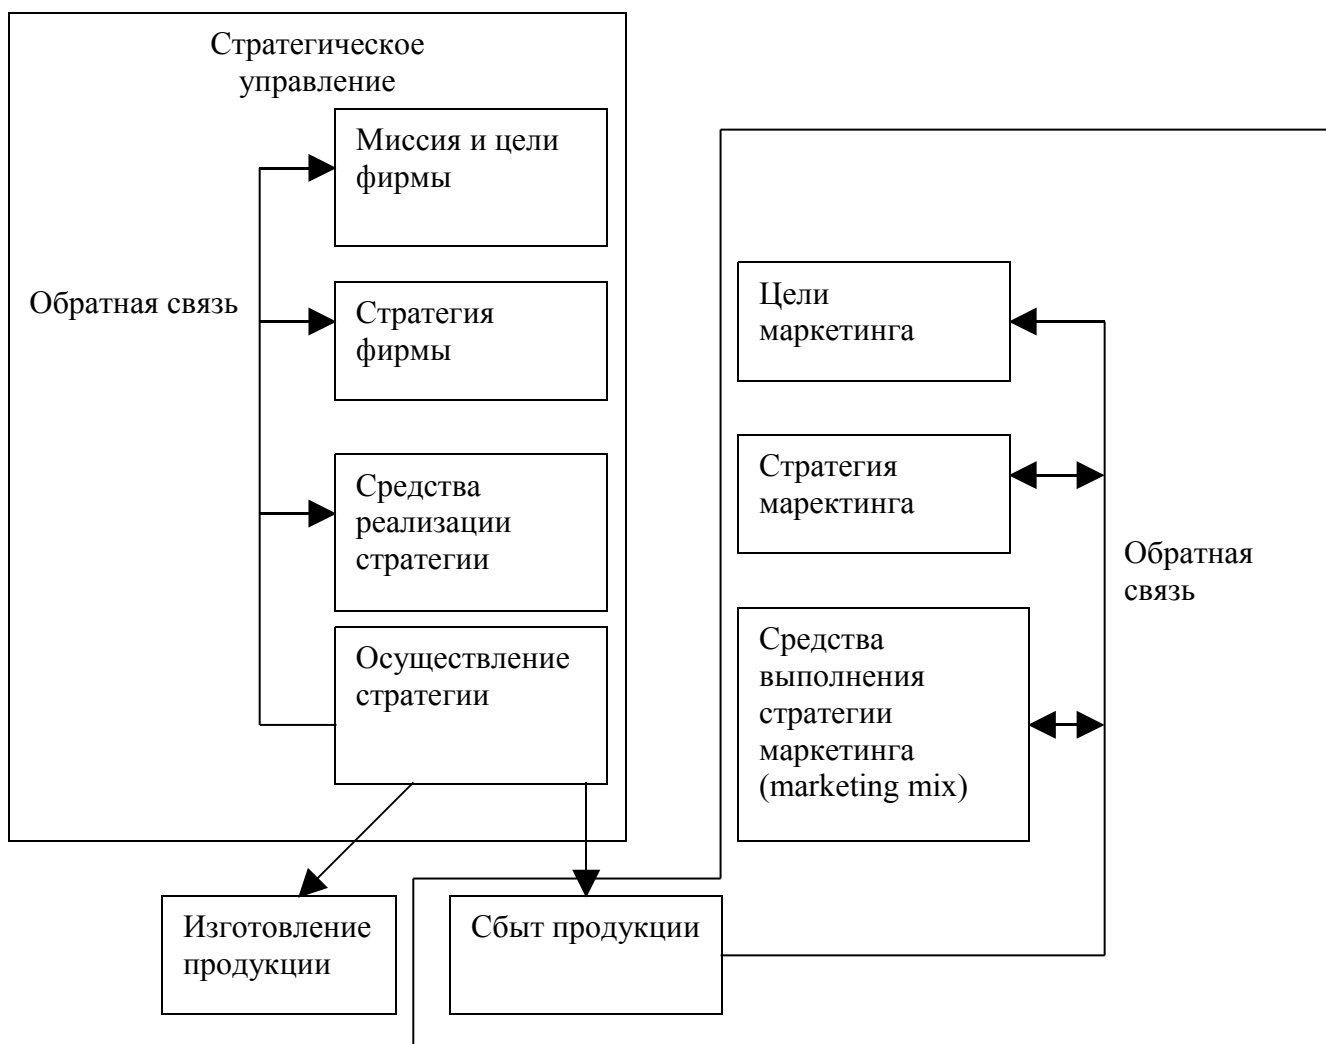 Стратегическое
управление
Миссия и цели
фирмы
Обратная связь
Стратегия
фирмы
Средства
реализации
стратегии
Осуществление
стратегии
Изготовление
продукции
Сбыт продукции
Цели
маркетинга
Стратегия
маректинга
Средства
выполнения
стратегии
маркетинга
(marketing mix)
Обратная
связь